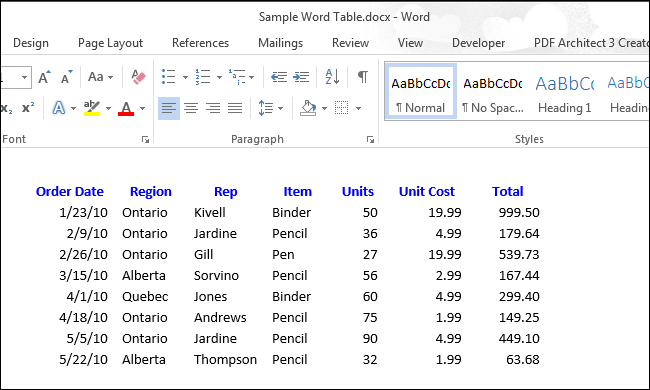 Sample Word Table.docx - Word
Design Page Layout References Mailings Review View Developer PDF Architect 3 Creato
Aa
AaBbCcDc AaBbCcDc AaBbCc AaBbCc
¶ Normal ¶ No Spac... Heading 1 Heading
Font Paragraph Styles
Order Date Region Rep Item Units Unit Cost Total
1/23/10 Ontario Kivell Binder 50 19.99 999.50
2/9/10 Ontario Jardine Pencil 36 4.99 179.64
2/26/10 Ontario Gill Pen 27 19.99 539.73
3/15/10 Alberta Sorvino Pencil 56 2.99 167.44
4/1/10 Quebec Jones Binder 60 4.99 299.40
4/18/10 Ontario Andrews Pencil 75 1.99 149.25
5/5/10 Ontario Jardine Pencil 90 4.99 449.10
5/22/10 Alberta Thompson Pencil 32 1.99 63.68